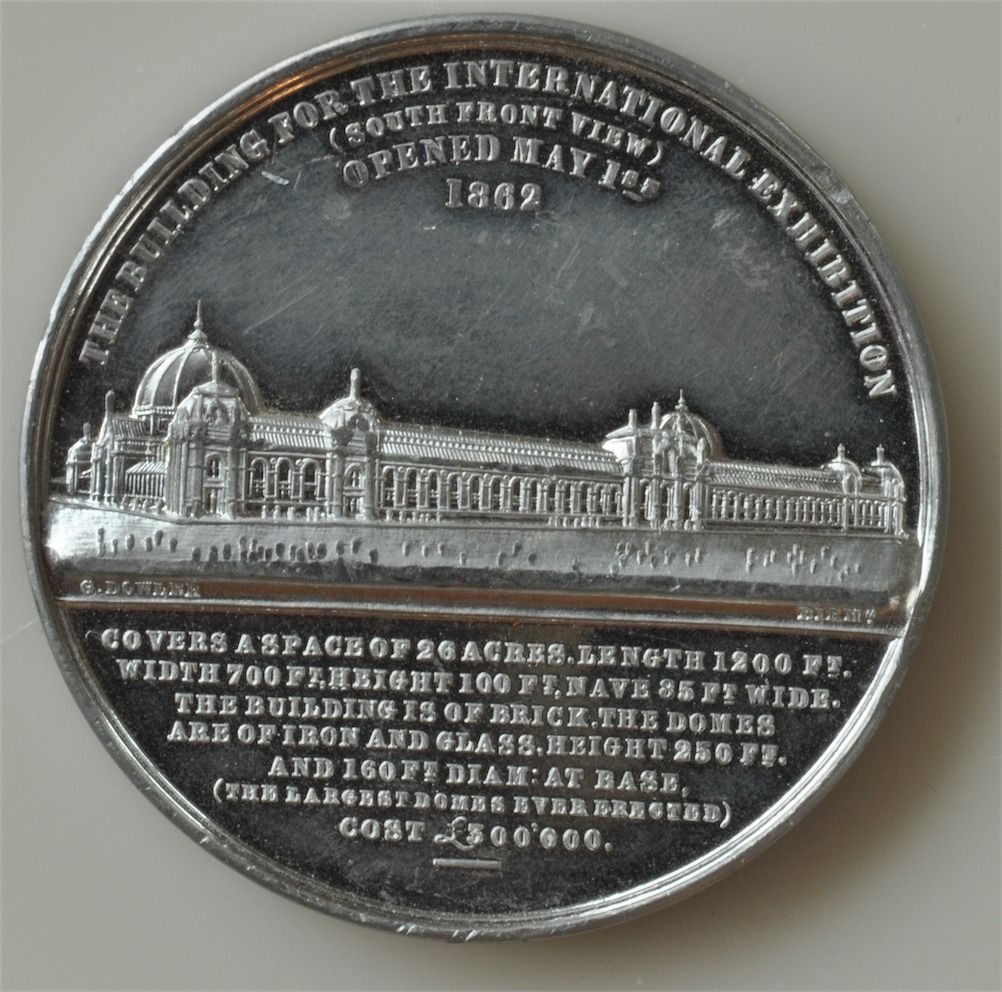 THE BUILDING FOR THE INTERNATIONAL EXHIBITION
(SOUTH FRONT VIEW)
OPENED MAY 1ST
1862
G. DOWLER
BIRMM.
COVERS A SPACE OF 26 ACRES. LENGTH 1200 FT.
WIDTH 700 FT, HEIGHT 100 FT, NAVE 85 FT WIDE.
THE BUILDING IS OF BRICK. THE DOMES
ARE OF IRON AND GLASS. HEIGHT 250 FT.
AND 160 FT DIAM: AT BASE,
(THE LARGEST DOMES EVER ERECTED)
COST £300'000.